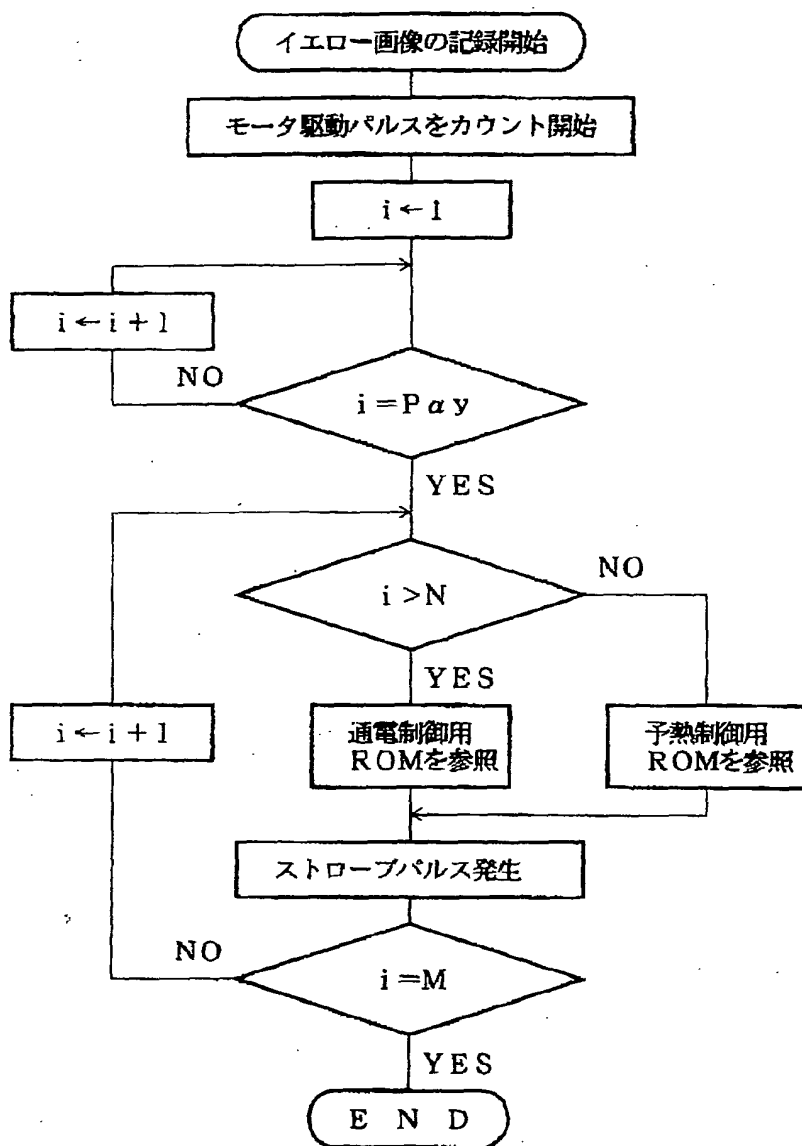 イエロー画像の記録開始
モータ駆動パルスをカウント開始
i←1
i←i+1
NO
i=Pαy
YES
i>N
NO
YES
i←i+1
通電制御用
ROMを参照
予熱制御用
ROMを参照
ストローブパルス発生
NO
i=M
YES
END